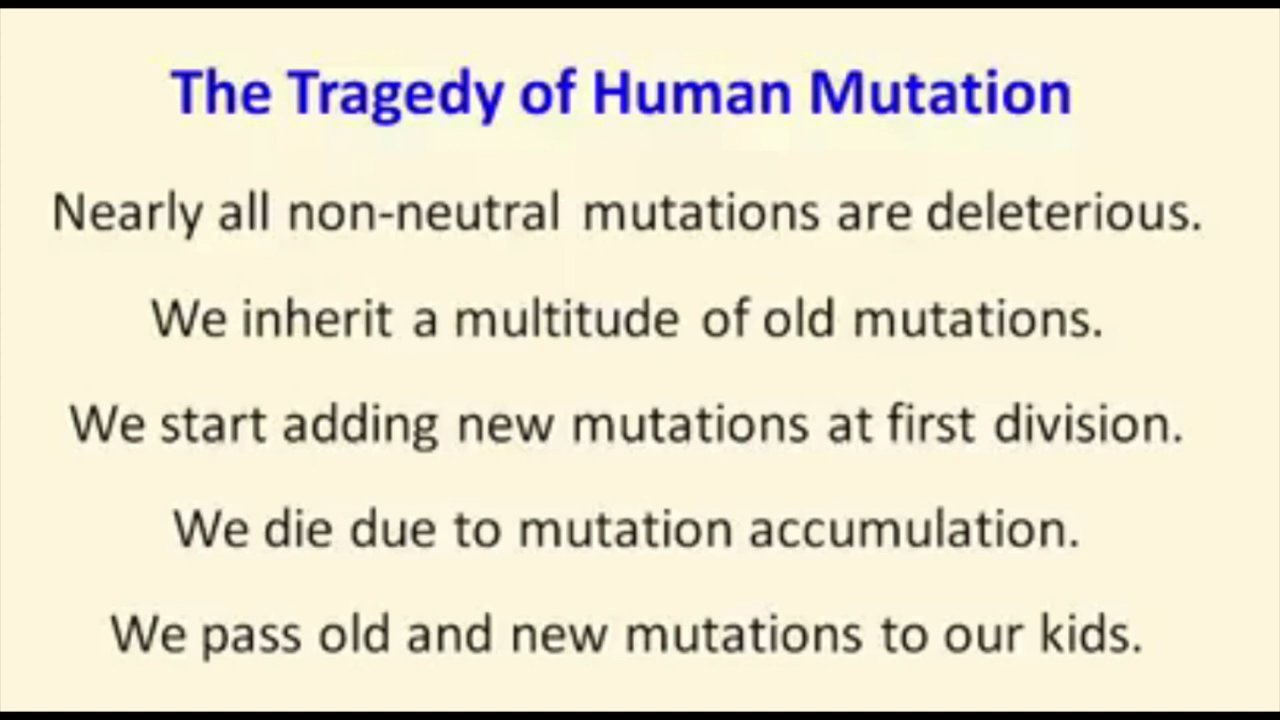 The Tragedy of Human Mutation
Nearly all non-neutral mutations are deleterious.
We inherit a multitude of old mutations.
We start adding new mutations at first division.
We die due to mutation accumulation.
We pass old and new mutations to our kids.